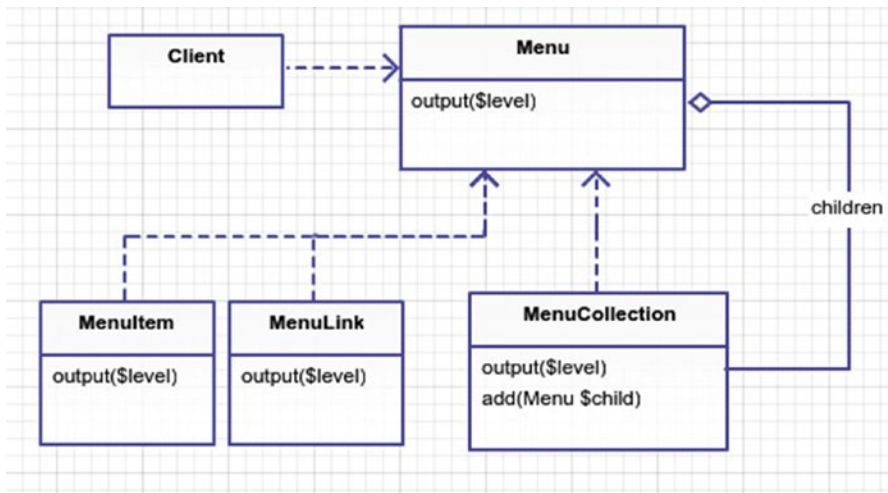 Client
Menu
output($level)
children
MenuItem
output($level)
MenuLink
output($level)
MenuCollection
output($level)
add(Menu $child)